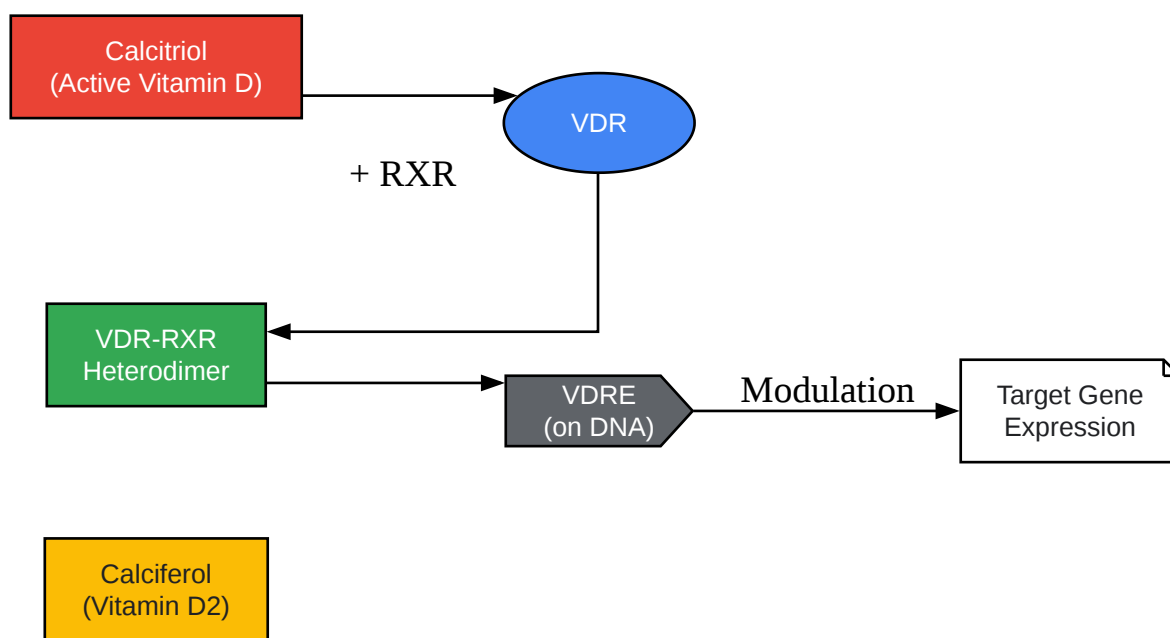 Calcitriol
(Active Vitamin D)
VDR
+ RXR
VDR-RXR
Heterodimer
VDRE
(on DNA)
Modulation
Target Gene
Expression
Calciferol
(Vitamin D2)